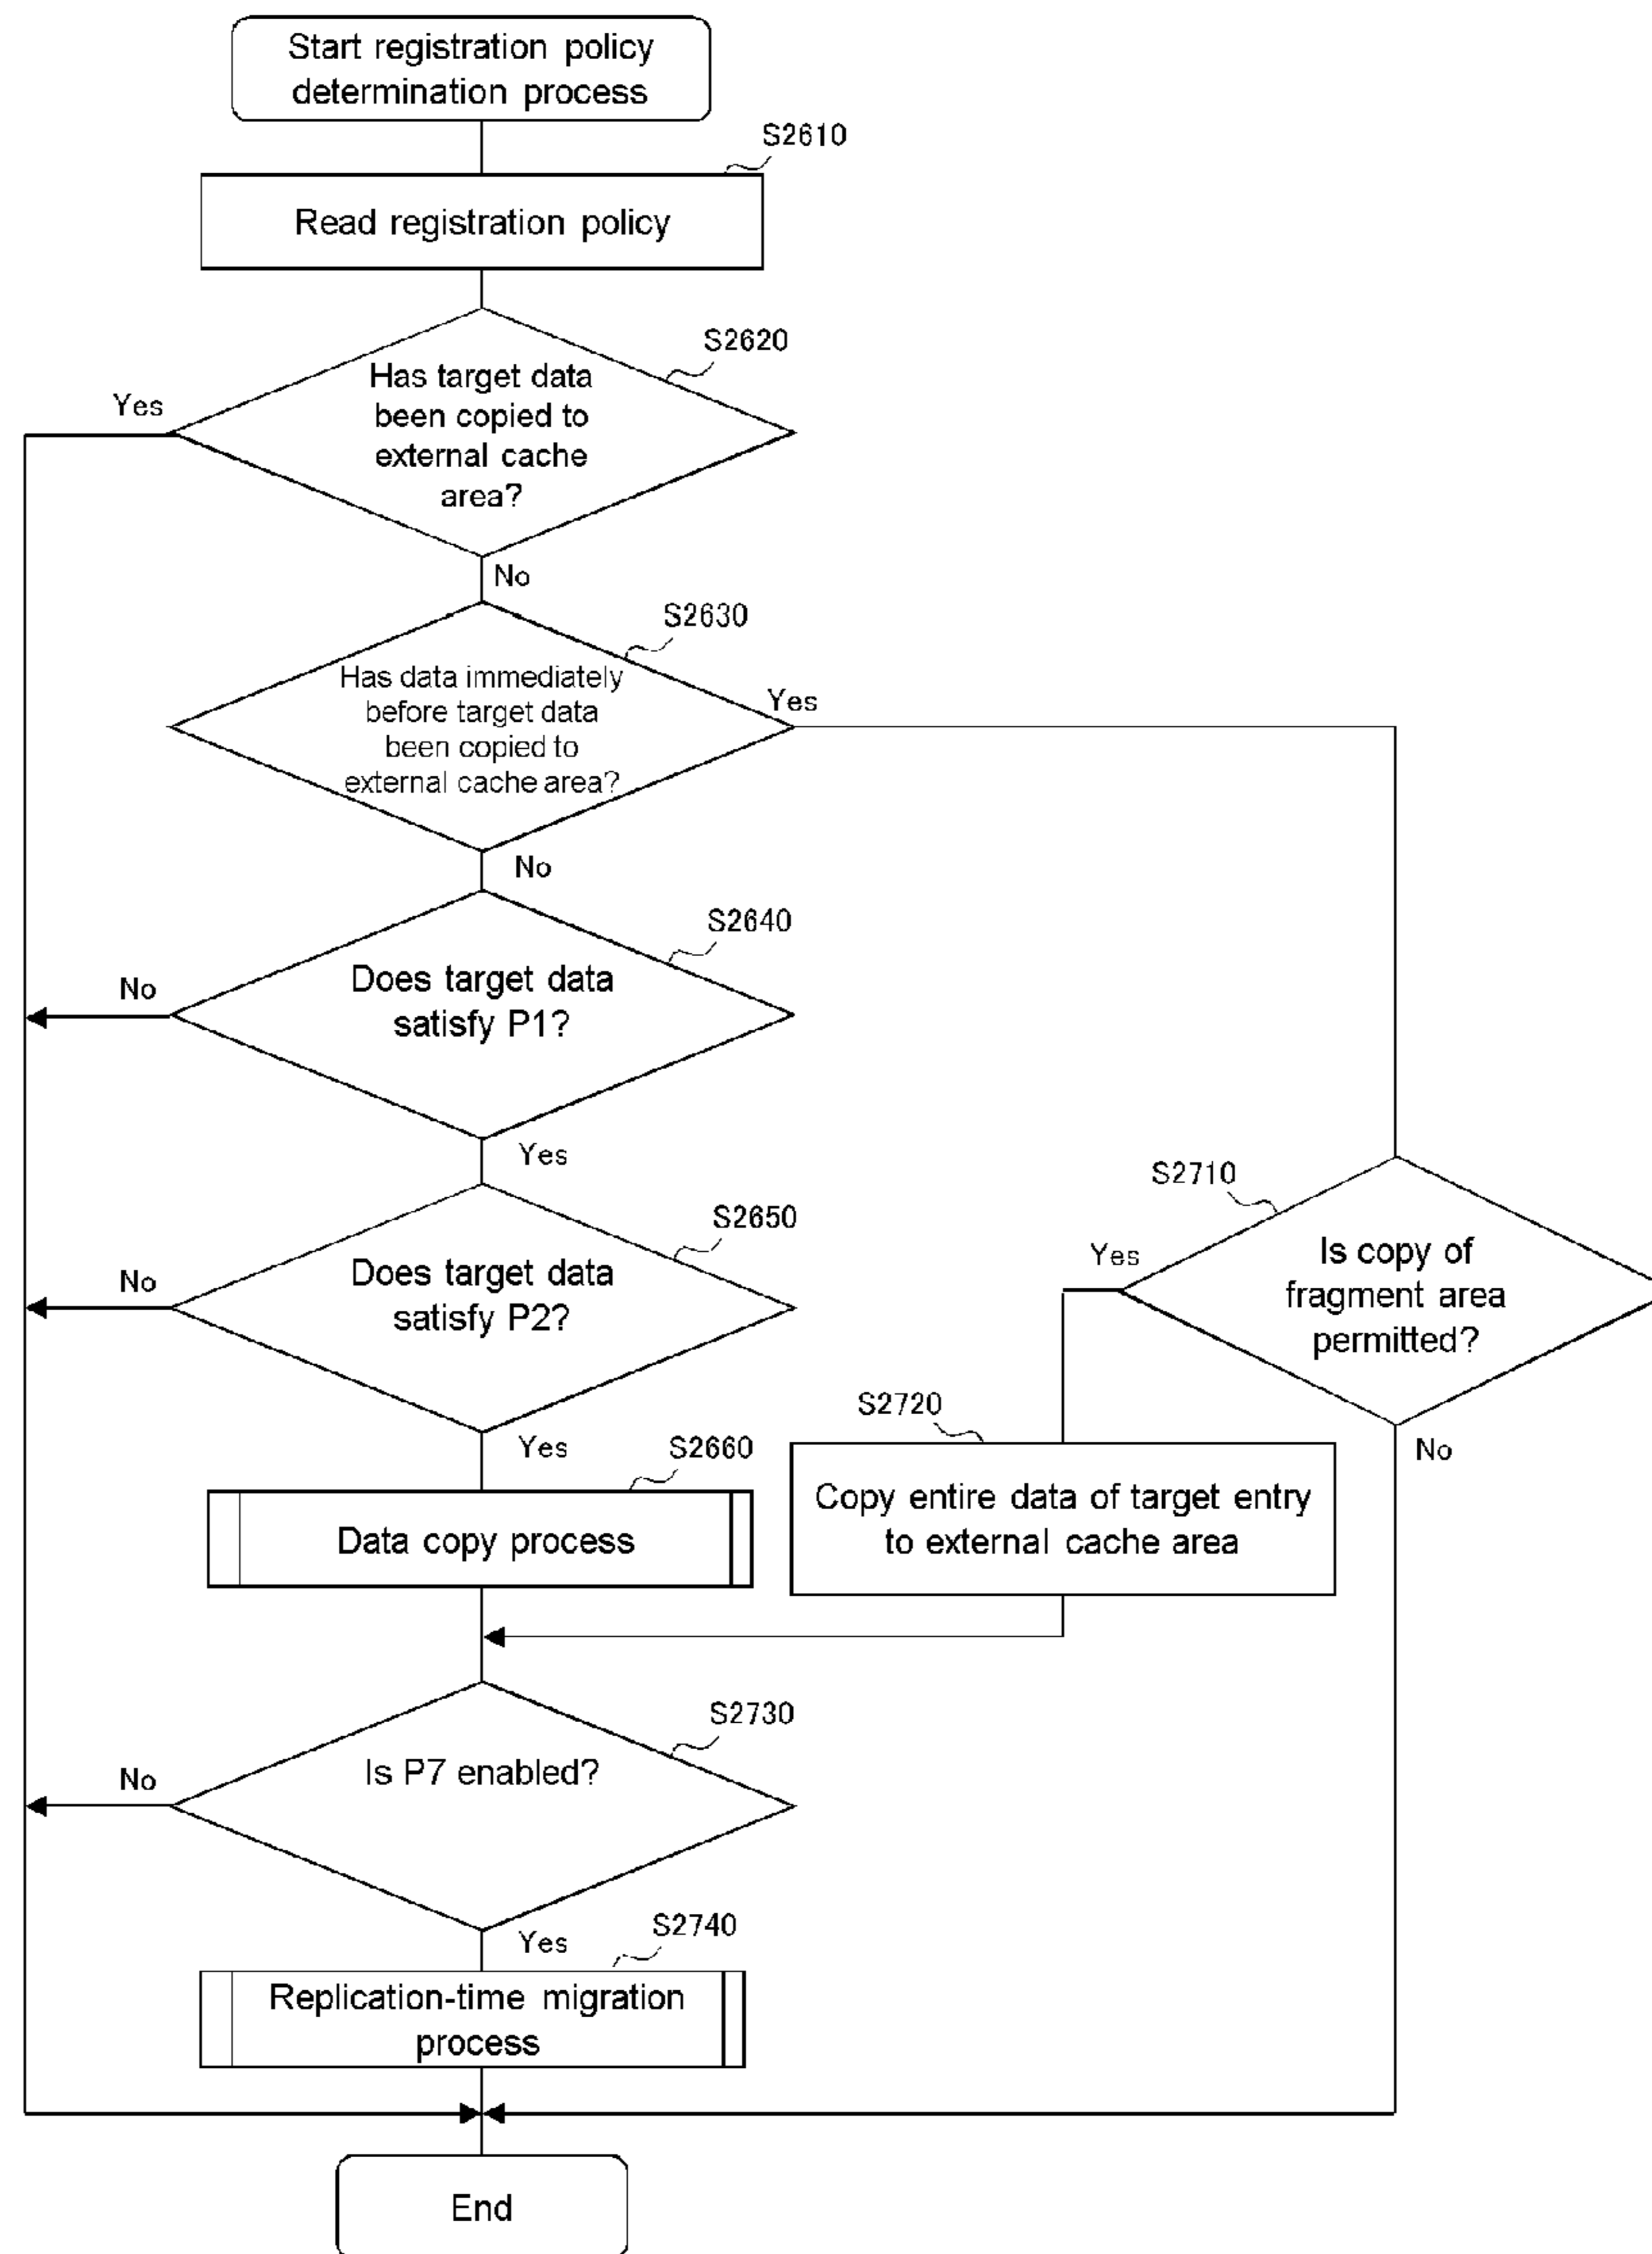 Start registration policy
determination process
S2610
Read registration policy
S2620
Has target data
been copied to
external cache
area?
Yes
No
S2630
Has data immediately
before target data
been copied to
external cache area?
Yes
No
S2640
Does target data
satisfy P1?
No
Yes
S2650
Does target data
satisfy P2?
No
Yes
S2710
Is copy of
fragment area
permitted?
Yes
No
S2660
Data copy process
S2720
Copy entire data of target entry
to external cache area
S2730
Is P7 enabled?
No
Yes
S2740
Replication-time migration
process
End